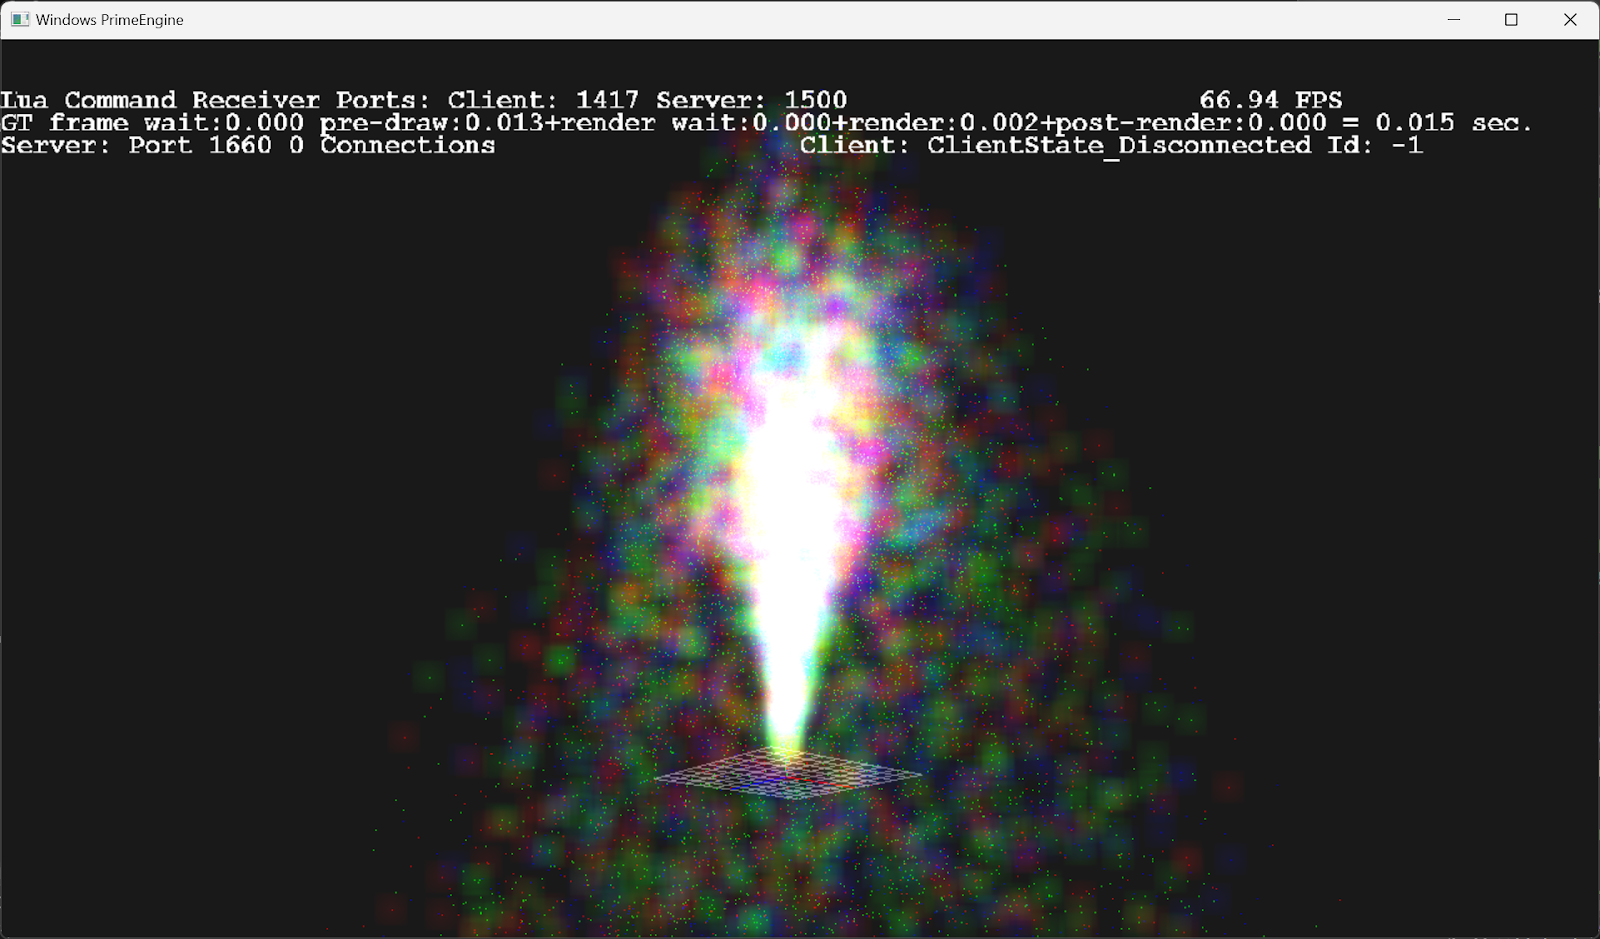 Windows PrimeEngine
Lua Command Receiver Ports: Client: 1417 Server: 1500 66.94 FPS
GT frame wait:0.000 pre-draw:0.013+render wait:0.000+render:0.002+post-render:0.000 = 0.015 sec.
Server: Port 1660 0 Connections Client: ClientState_Disconnected Id: -1